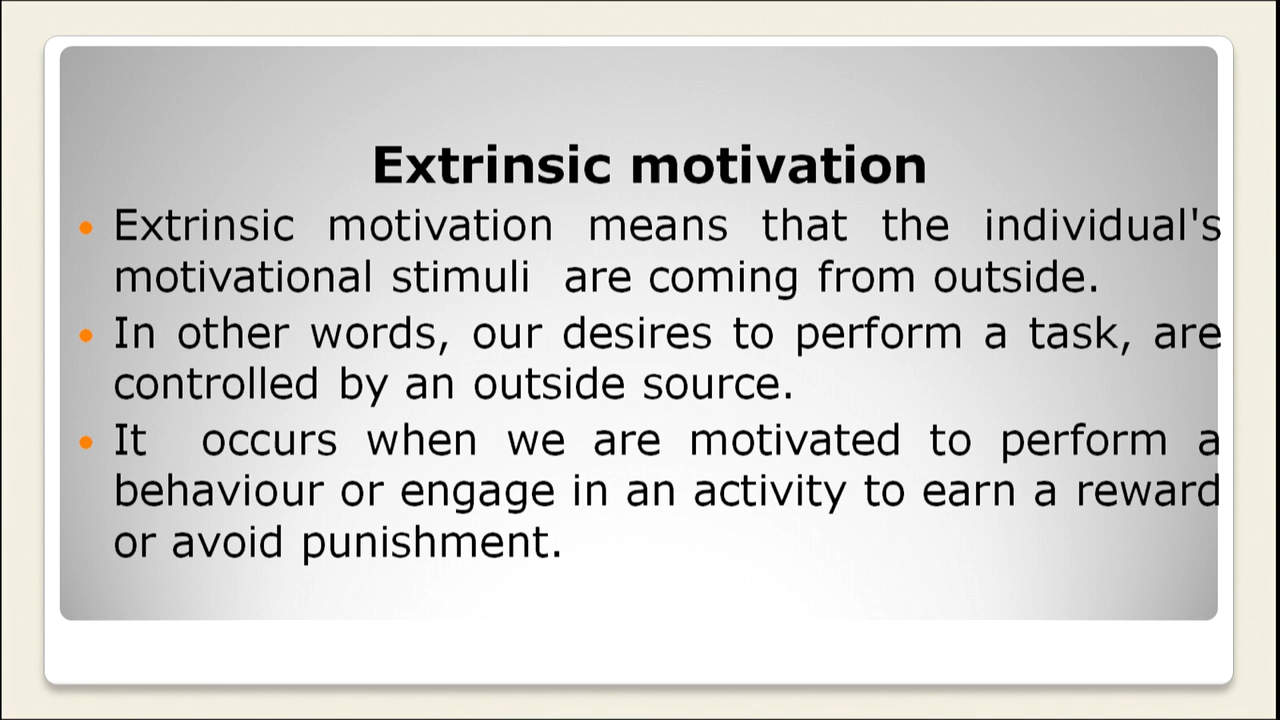 Extrinsic motivation
Extrinsic motivation means that the individual's
motivational stimuli are coming from outside.
In other words, our desires to perform a task, are
controlled by an outside source.
It occurs when we are motivated to perform a
behaviour or engage in an activity to earn a reward
or avoid punishment.